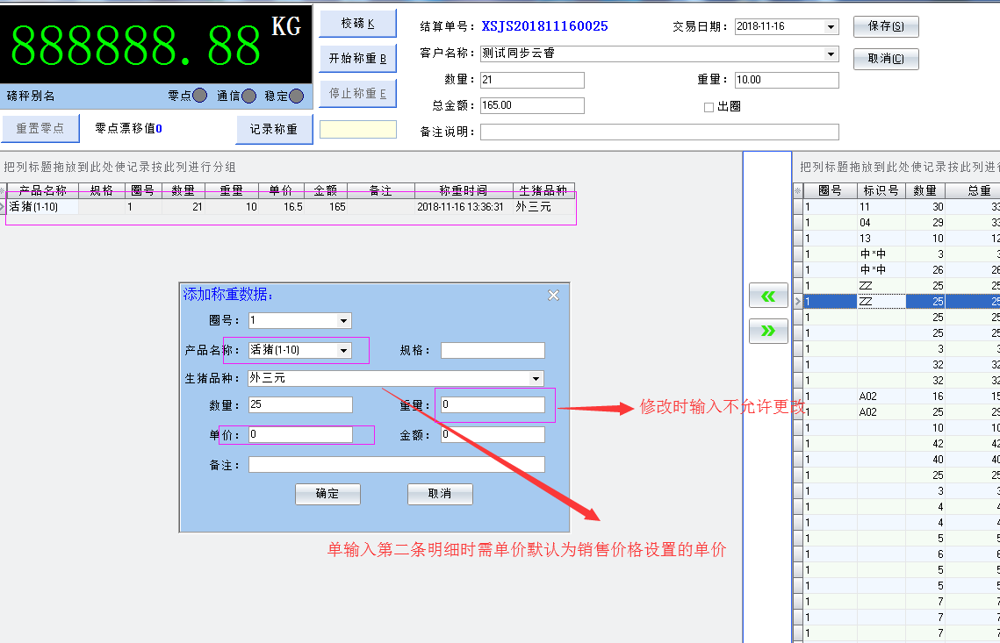 888888.88 KG
磅秤别名 零点 通信 稳定
重置零点 零点漂移值0 记录称重
校磅 K
开始称重 B
停止称重 E
结算单号： XSJS201811160025 交易日期： 2018-11-16 保存(S)
客户名称： 测试同步云睿 取消(C)
数量： 21 重量： 10.00
总金额： 165.00 出圈
备注说明：
把列标题拖放到此处使记录按此列进行分组
产品名称 规格 圈号 数量 重量 单价 金额 备注 称重时间 生猪品种
活猪(1-10) 1 21 10 16.5 165 2018-11-16 13:36:31 外三元
添加称重数据：
圈号： 1
产品名称： 活猪(1-10) 规格：
生猪品种： 外三元
数量： 25 重量： 0
单价： 0 金额： 0
备注：
确定 取消
修改时输入不允许更改
单输入第二条明细时需单价默认为销售价格设置的单价
« 
»
把列标题拖放到此处使记录按此列进行
圈号 标识号 数量 总重
1 11 30 33
1 04 29 33
1 13 10 12
1 中*中 3 3
1 中*中 26 26
1 ZZ 25 25
1 ZZ 25 25
1 25 25
1 25 25
1 3 3
1 32 32
1 32 32
1 A02 16 15
1 A02 25 29
1 10 10
1 42 42
1 40 40
1 25 25
1 3 3
1 4 4
1 4 4
1 5 5
1 6 6
1 5 5
1 5 5
1 7 7
1 7 7
1 7 7